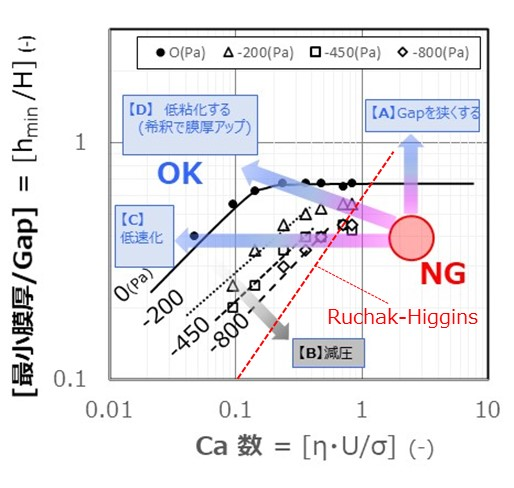 ● 0(Pa) △ -200(Pa) □ -450(Pa) ◇ -800(Pa)
【D】 低粘化する
(希釈で膜厚アップ)
【A】Gapを狭くする
OK
【C】
低速化
NG
0(Pa)
-200
-450
-800
Ruchak-Higgins
【B】減圧
[最小膜厚/Gap] = [hmin /H] (-)
1
0.1
0.01 0.1 1 10
Ca 数 = [η・U/σ] (-)